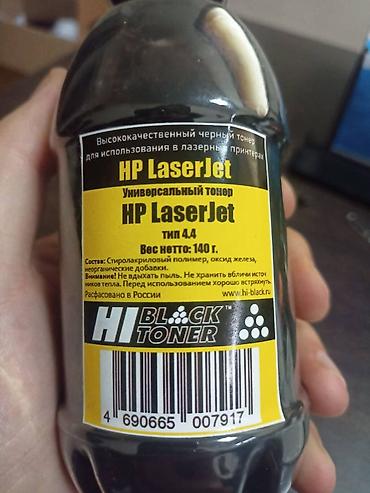 Высококачественный черный тонер
для использования в лазерных принтерах
HP LaserJet
Универсальный тонер
HP LaserJet
тип 4.4
Вес нетто: 140 г.
Состав: Стиролакриловый полимер, оксид железа,
неорганические добавки.
Внимание! Не вдыхать пыль. Не хранить вбличи источ
ников тепла. Перед использованием хорошо встряхнуть.
Расфасовано в России
www.hi-black.ru
HI BLACK TONER™
4 690665 007917